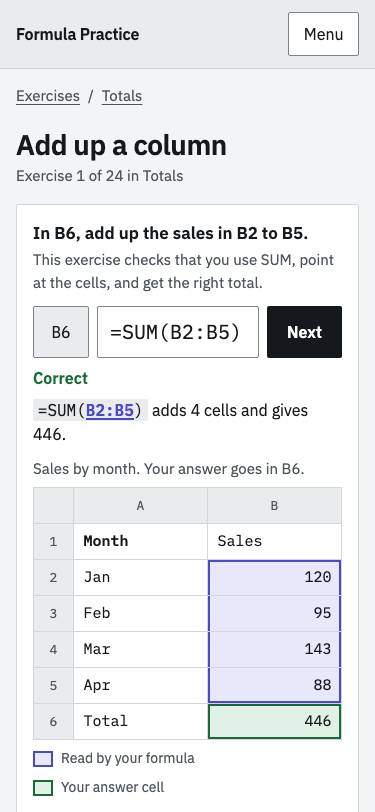 Formula Practice
Menu
Exercises / Totals
Add up a column
Exercise 1 of 24 in Totals
In B6, add up the sales in B2 to B5.
This exercise checks that you use SUM, point
at the cells, and get the right total.
B6 =SUM(B2:B5) Next
Correct
=SUM(B2:B5) adds 4 cells and gives
446.
Sales by month. Your answer goes in B6.
A B
1 Month Sales
2 Jan 120
3 Feb 95
4 Mar 143
5 Apr 88
6 Total 446
Read by your formula
Your answer cell